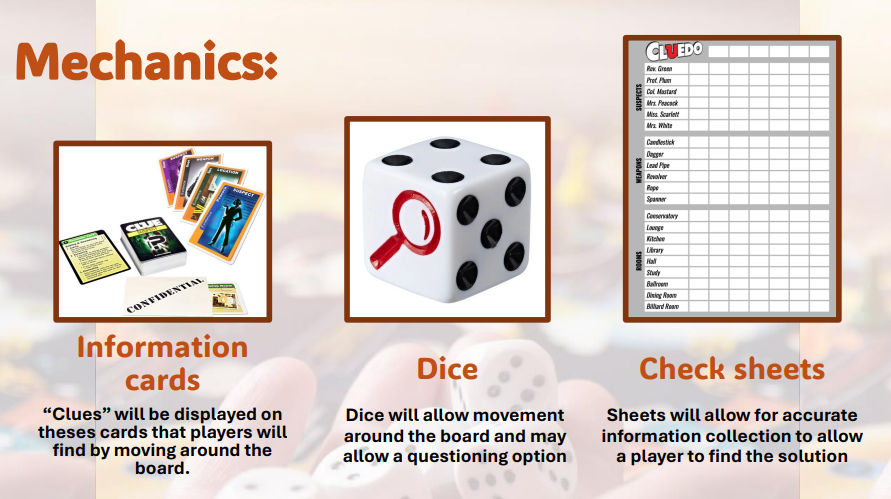 Mechanics:
CLUE
CONFIDENTIAL
WEAPON
LOCATION
SUSPECT
Information
cards
“Clues” will be displayed on
theses cards that players will
find by moving around the
board.
Dice
Dice will allow movement
around the board and may
allow a questioning option
CLUEDO
SUSPECTS
Rev. Green
Prof. Plum
Col. Mustard
Mrs. Peacock
Miss. Scarlett
Mrs. White
WEAPONS
Candlestick
Dagger
Lead Pipe
Revolver
Rope
Spanner
ROOMS
Conservatory
Lounge
Kitchen
Library
Hall
Study
Ballroom
Dining Room
Billiard Room
Check sheets
Sheets will allow for accurate
information collection to allow
a player to find the solution